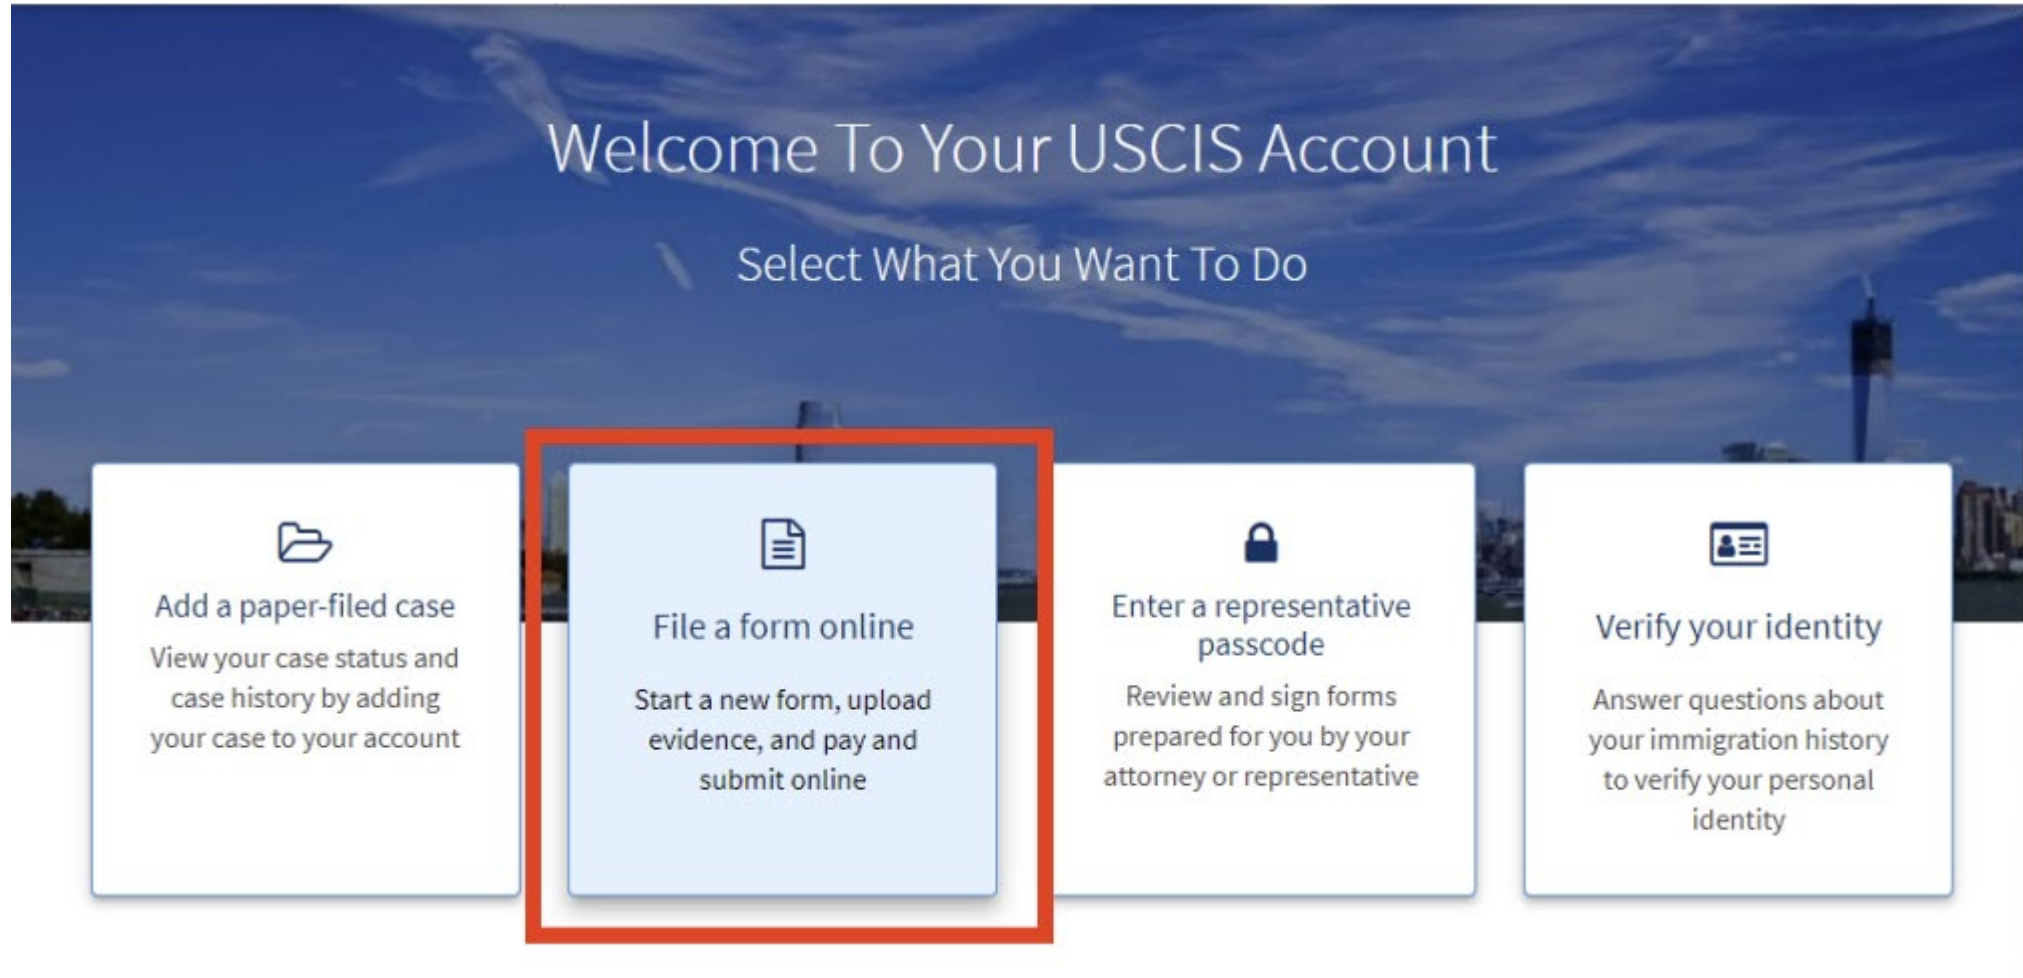 Welcome To Your USCIS Account
Select What You Want To Do
Add a paper-filed case
View your case status and
case history by adding
your case to your account
File a form online
Start a new form, upload
evidence, and pay and
submit online
Enter a representative
passcode
Review and sign forms
prepared for you by your
attorney or representative
Verify your identity
Answer questions about
your immigration history
to verify your personal
identity